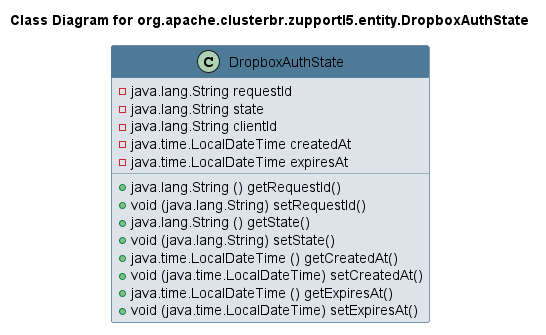 Class Diagram for org.apache.clusterbr.zupportl5.entity.DropboxAuthState
C DropboxAuthState
java.lang.String requestId
java.lang.String state
java.lang.String clientId
java.time.LocalDateTime createdAt
java.time.LocalDateTime expiresAt
java.lang.String () getRequestId()
void (java.lang.String) setRequestId()
java.lang.String () getState()
void (java.lang.String) setState()
java.time.LocalDateTime () getCreatedAt()
void (java.time.LocalDateTime) setCreatedAt()
java.time.LocalDateTime () getExpiresAt()
void (java.time.LocalDateTime) setExpiresAt()